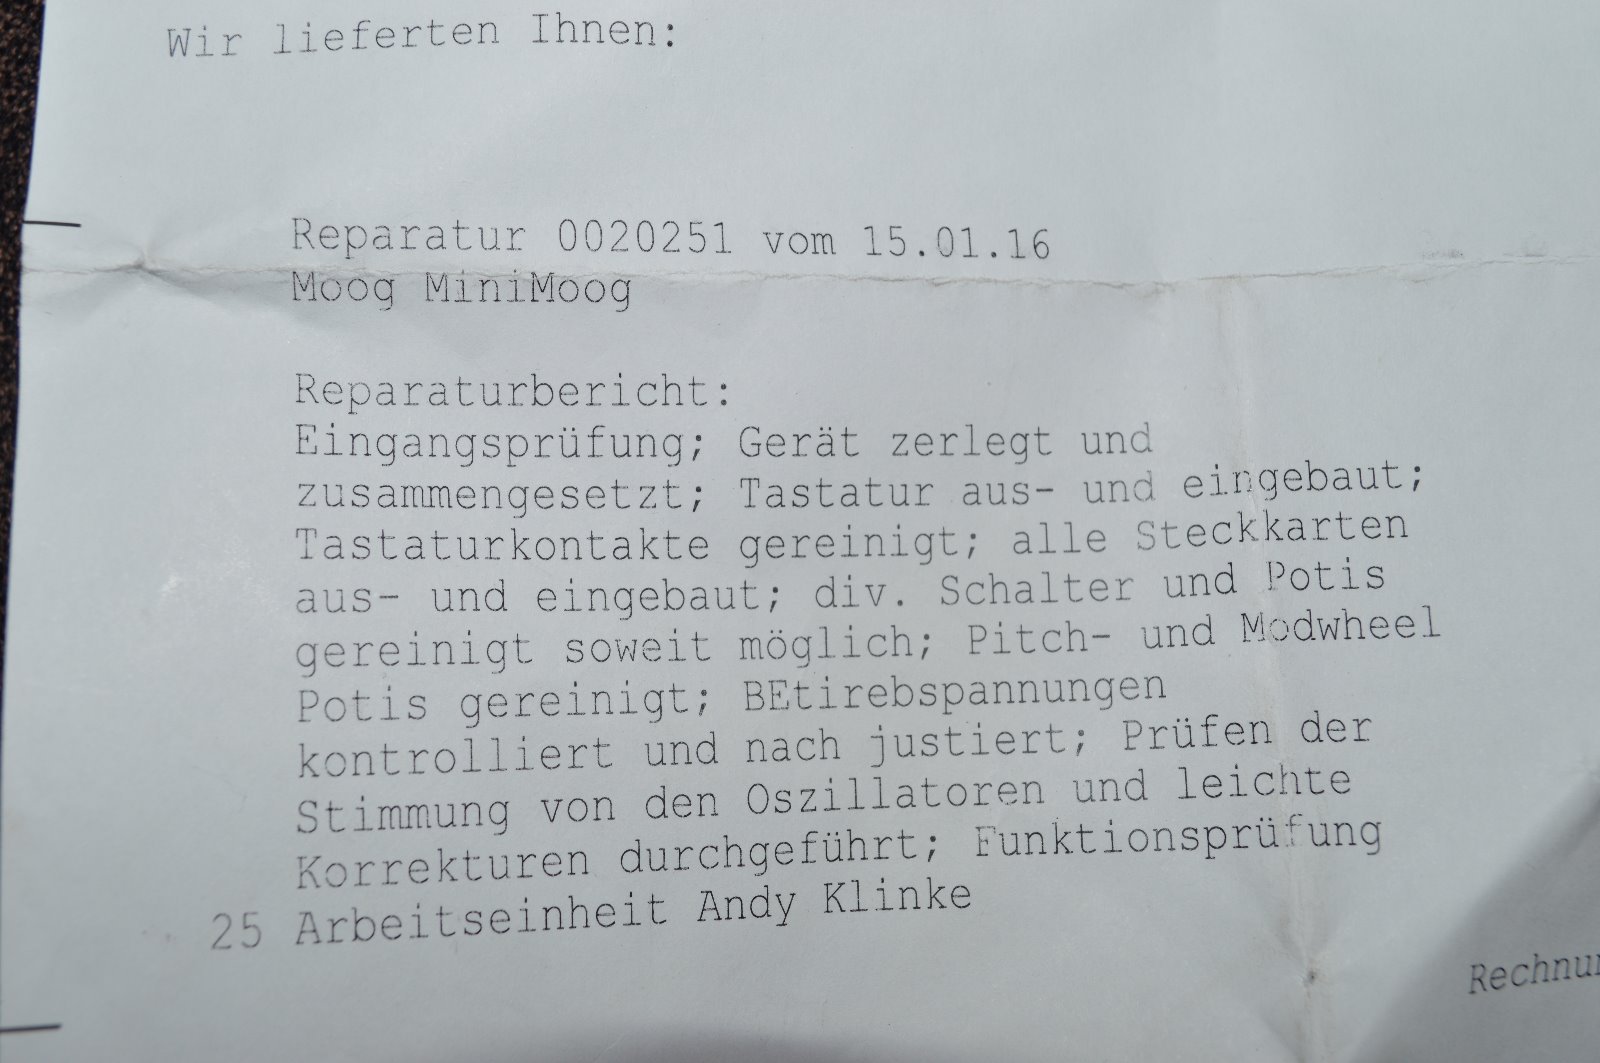 Wir lieferten Ihnen:
Reparatur 0020251 vom 15.01.16
Moog MiniMoog
Reparaturbericht:
Eingangsprüfung; Gerät zerlegt und
zusammengesetzt; Tastatur aus- und eingebaut;
Tastaturkontakte gereinigt; alle Steckkarten
aus- und eingebaut; div. Schalter und Potis
gereinigt soweit möglich; Pitch- und Modwheel
Potis gereinigt; BEtirebspannungen
kontrolliert und nach justiert; Prüfen der
Stimmung von den Oszillatoren und leichte
Korrekturen durchgeführt; Funktionsprüfung
25 Arbeitseinheit Andy Klinke